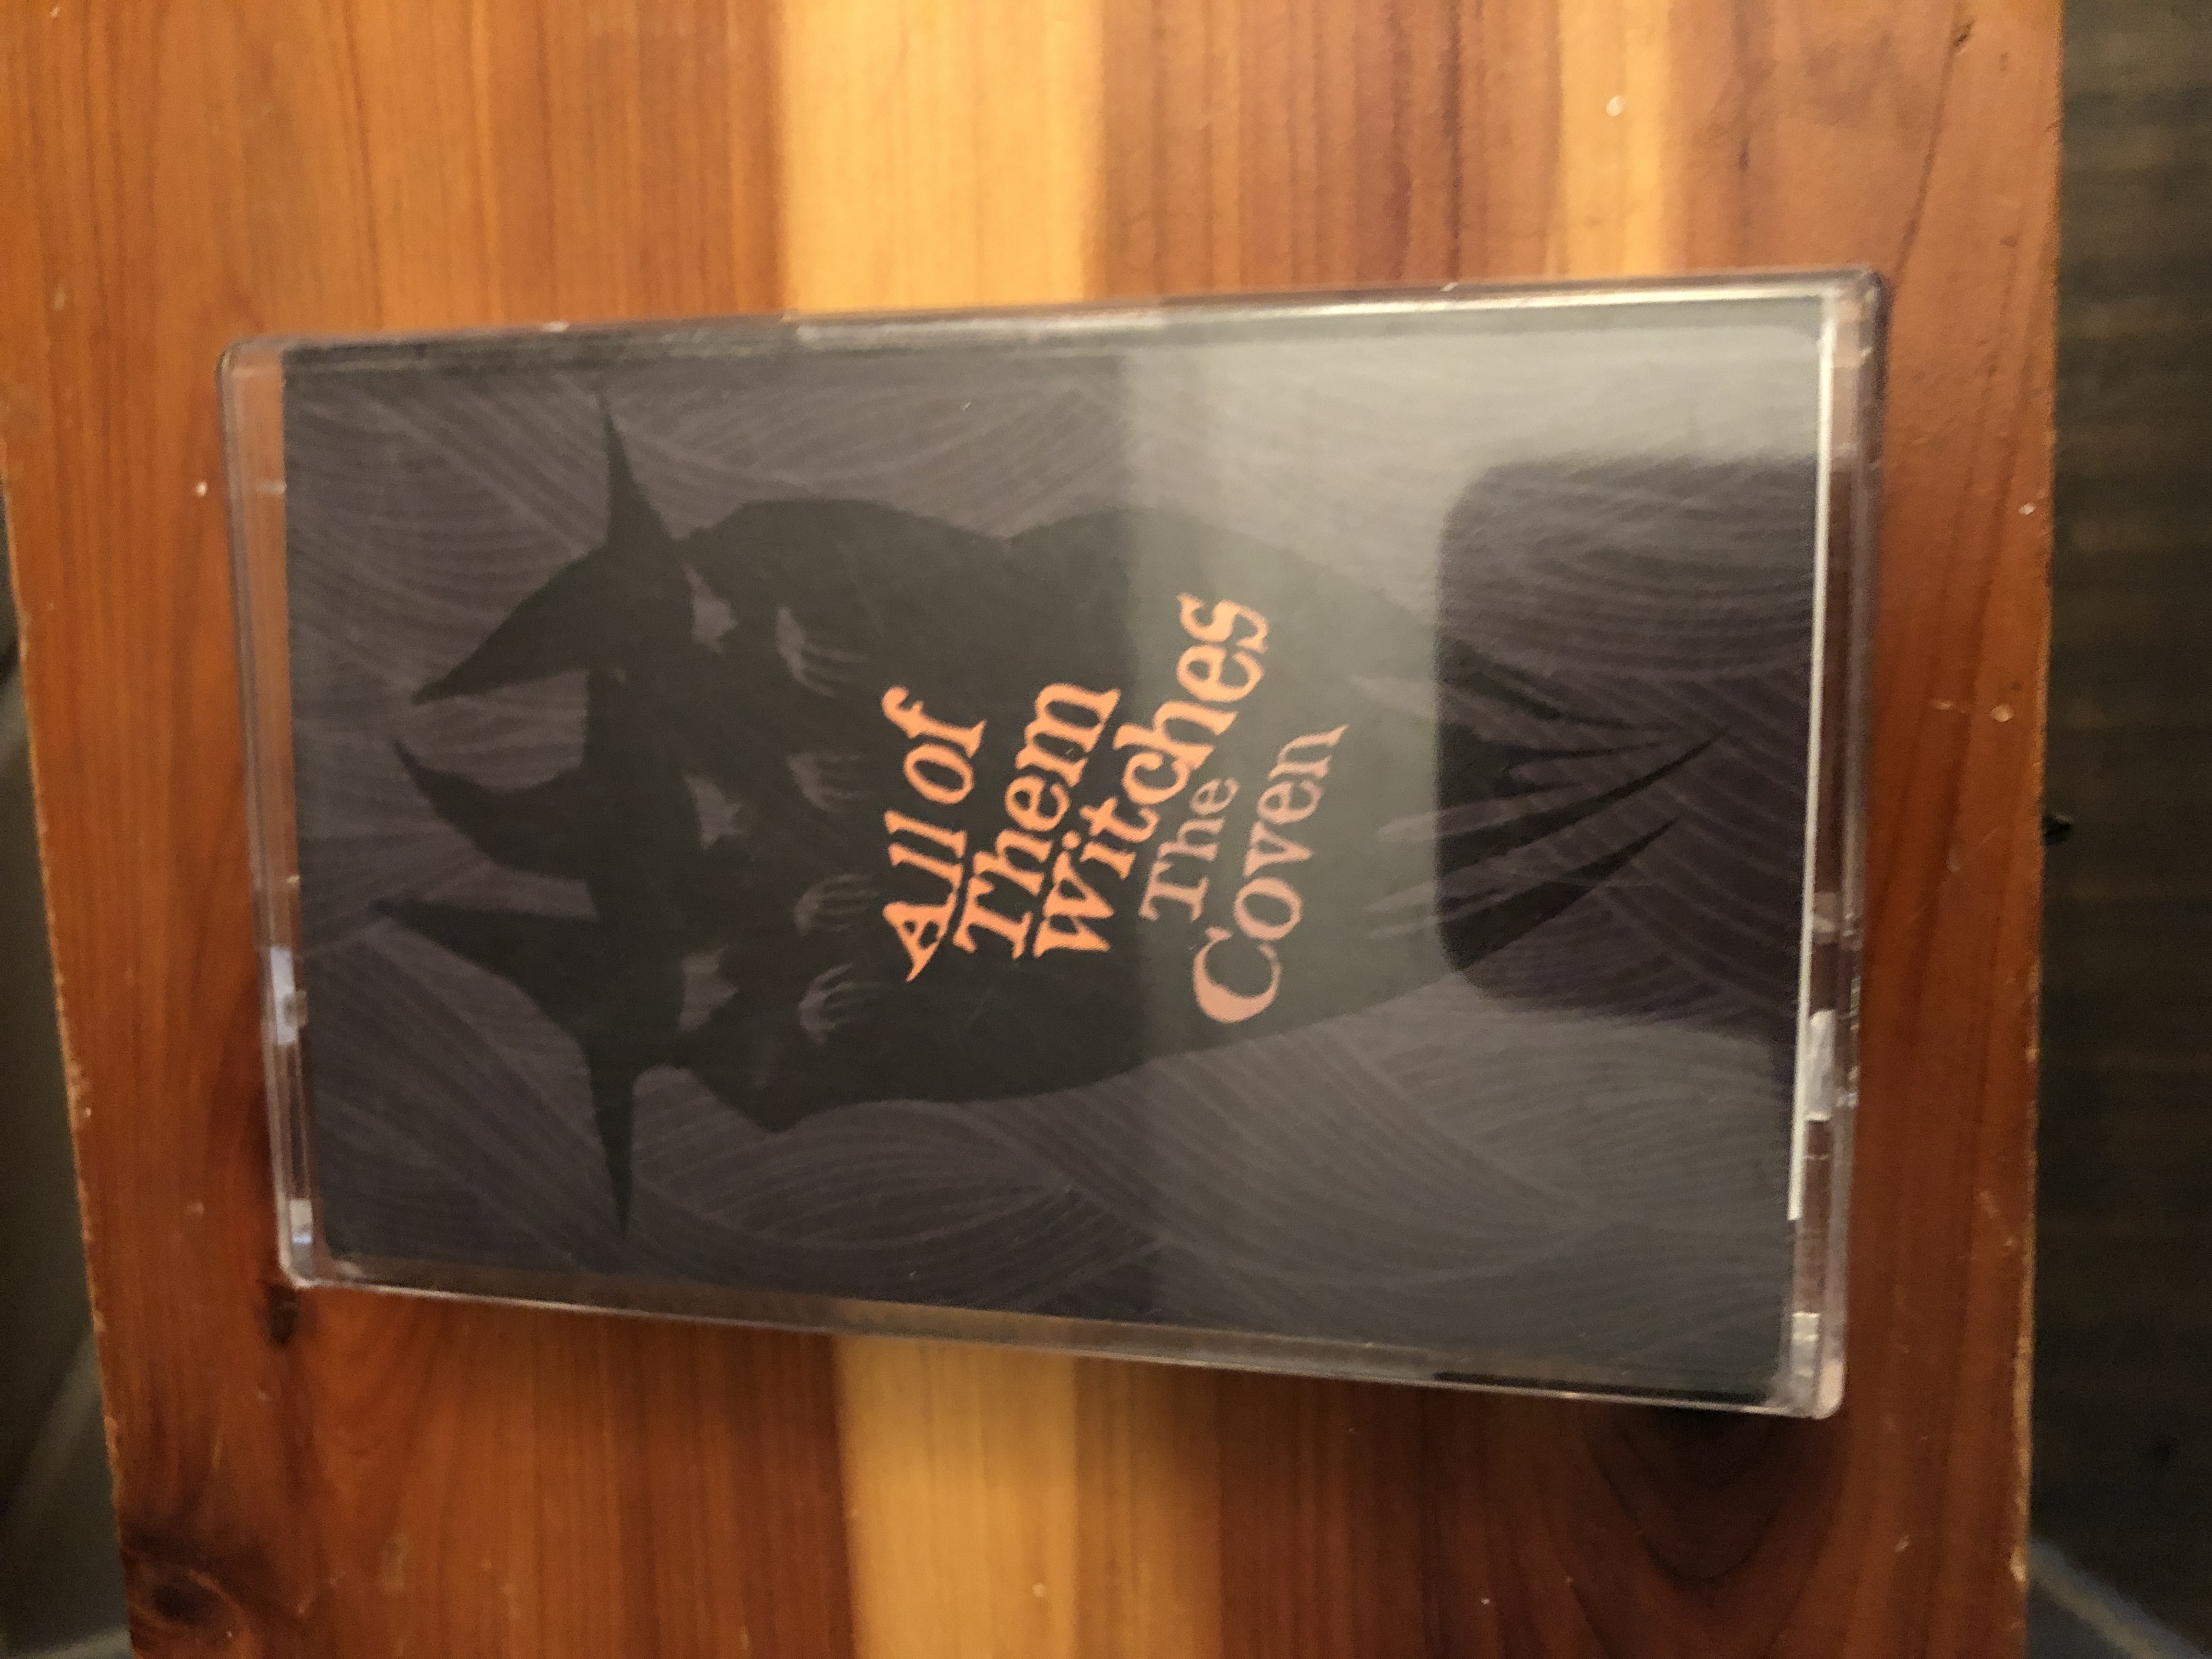 All of
Them
witches
The
Coven